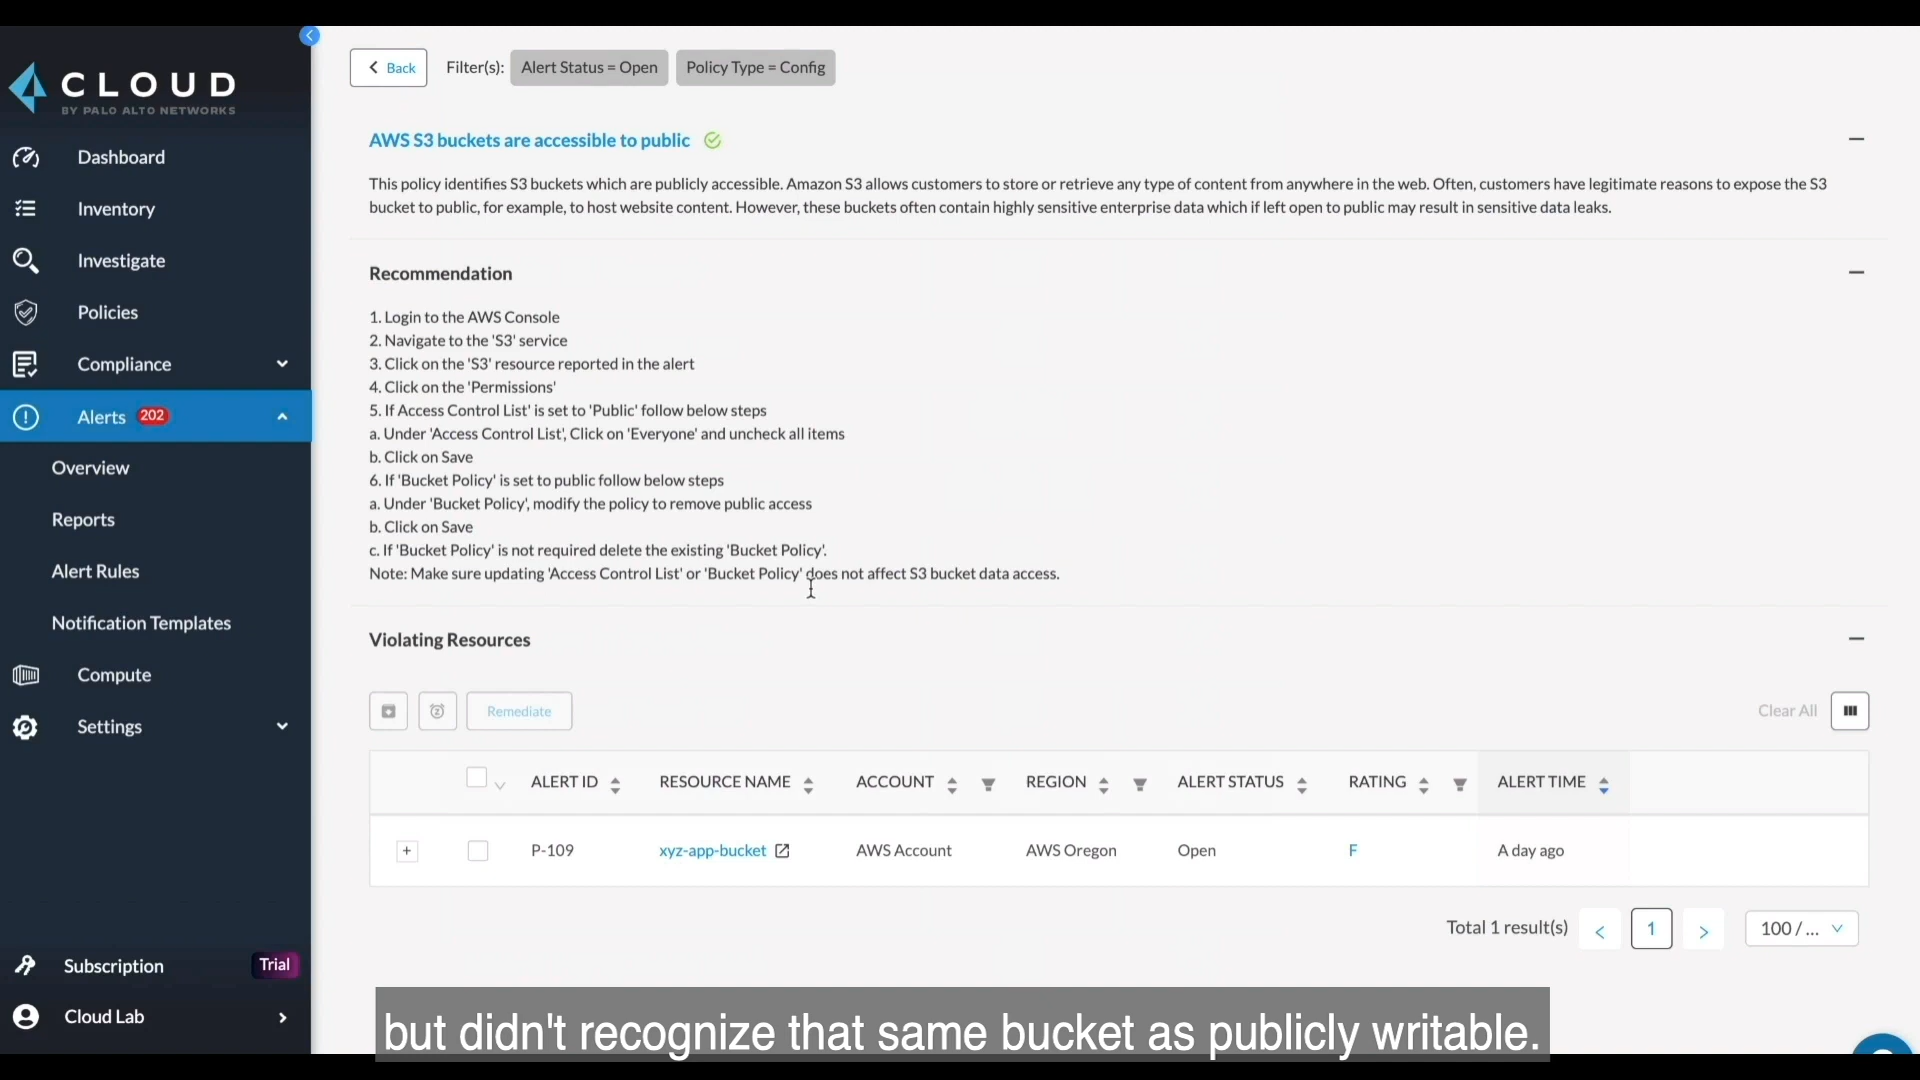 CLOUD
BY PALO ALTO NETWORKS
Dashboard
Inventory
Investigate
Policies
Compliance
Alerts 202
Overview
Reports
Alert Rules
Notification Templates
Compute
Settings
Subscription Trial
Cloud Lab
Back Filter(s): Alert Status = Open Policy Type = Config
AWS S3 buckets are accessible to public
This policy identifies S3 buckets which are publicly accessible. Amazon S3 allows customers to store or retrieve any type of content from anywhere in the web. Often, customers have legitimate reasons to expose the S3
bucket to public, for example, to host website content. However, these buckets often contain highly sensitive enterprise data which if left open to public may result in sensitive data leaks.
Recommendation
1. Login to the AWS Console
2. Navigate to the 'S3' service
3. Click on the 'S3' resource reported in the alert
4. Click on the 'Permissions'
5. If Access Control List' is set to 'Public' follow below steps
a. Under 'Access Control List', Click on 'Everyone' and uncheck all items
b. Click on Save
6. If 'Bucket Policy' is set to public follow below steps
a. Under 'Bucket Policy', modify the policy to remove public access
b. Click on Save
c. If 'Bucket Policy' is not required delete the existing 'Bucket Policy'.
Note: Make sure updating 'Access Control List' or 'Bucket Policy' does not affect S3 bucket data access.
Violating Resources
Remediate Clear All
ALERT ID RESOURCE NAME ACCOUNT REGION ALERT STATUS RATING ALERT TIME
+ P-109 xyz-app-bucket AWS Account AWS Oregon Open F A day ago
Total 1 result(s) < 1 > 100 / ...
but didn't recognize that same bucket as publicly writable.